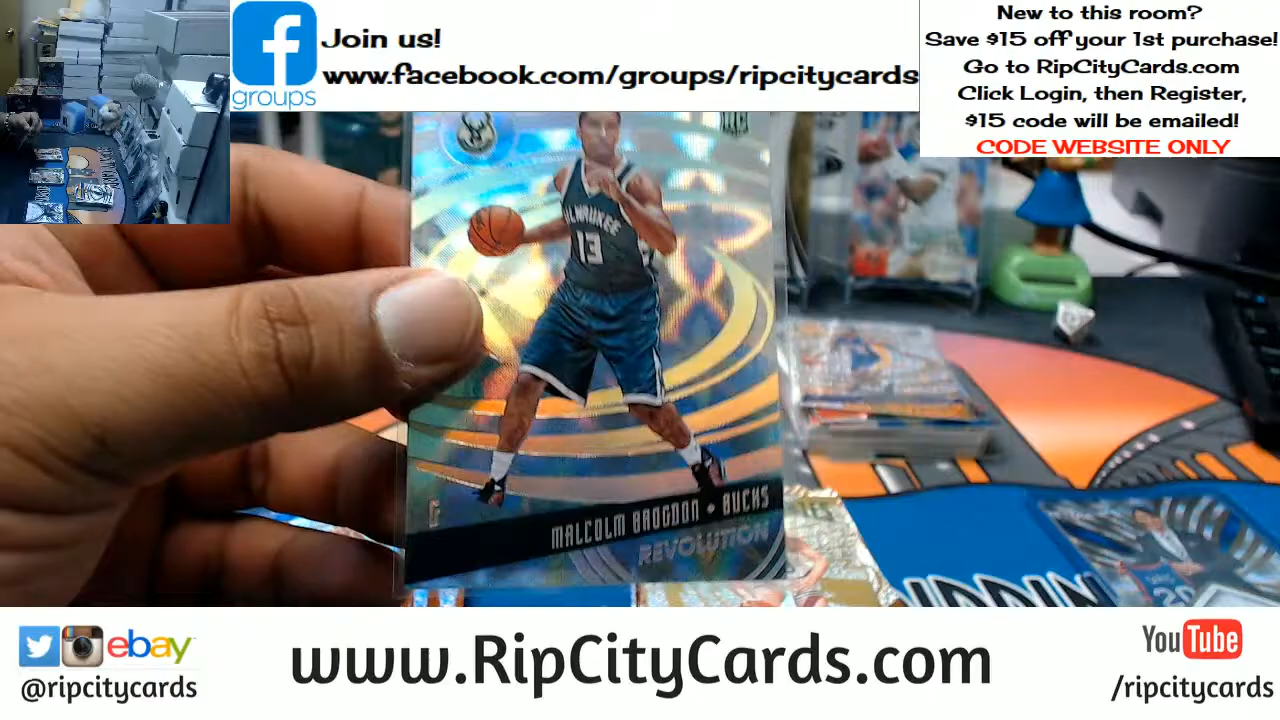 Join us!
www.facebook.com/groups/ripcitycards
groups
New to this room?
Save $15 off your 1st purchase!
Go to RipCityCards.com
Click Login, then Register,
$15 code will be emailed!
CODE WEBSITE ONLY
MILWAUKEE
13
G
MALCOLM BROGDON • BUCKS
REVOLUTION
20
ebay
@ripcitycards
www.RipCityCards.com
YouTube
/ripcitycards